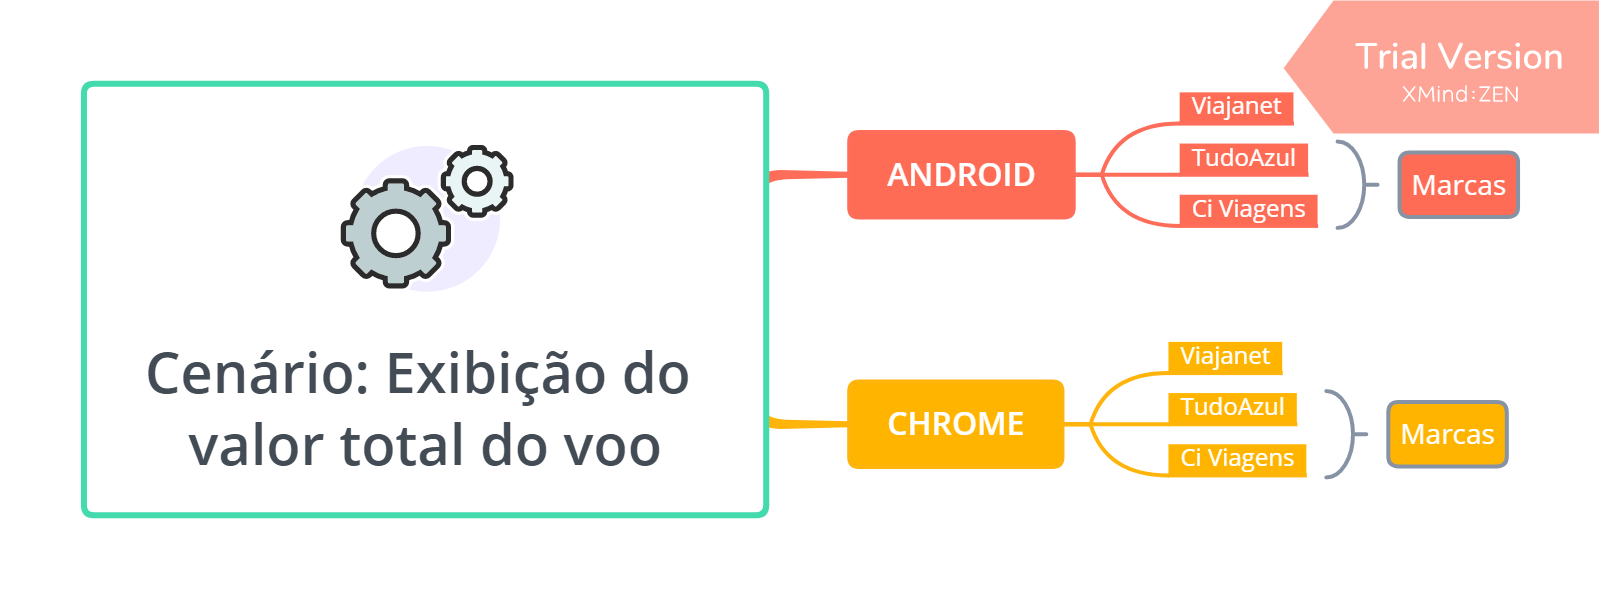 Trial Version
XMind:ZEN
Cenário: Exibição do
valor total do voo
ANDROID
Viajanet
TudoAzul
Ci Viagens
Marcas
CHROME
Viajanet
TudoAzul
Ci Viagens
Marcas